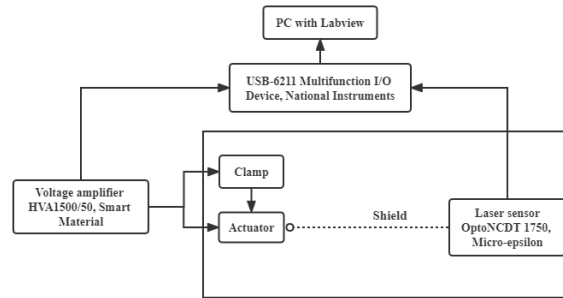 PC with Labview
USB-6211 Multifunction I/O
Device, National Instruments
Clamp
Voltage amplifier
HVA1500/50, Smart
Material
Actuator
Shield
Laser sensor
OptoNCDT 1750,
Micro-epsilon